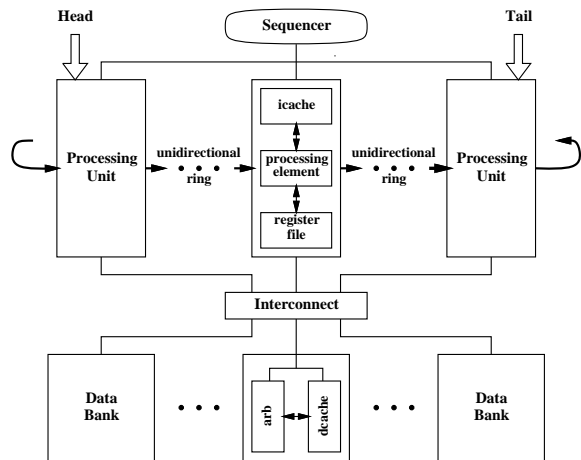 Head
Sequencer
Tail
icache
Processing
Unit
unidirectional
ring
processing
element
unidirectional
ring
Processing
Unit
register
file
Interconnect
Data
Bank
arb
dcache
Data
Bank